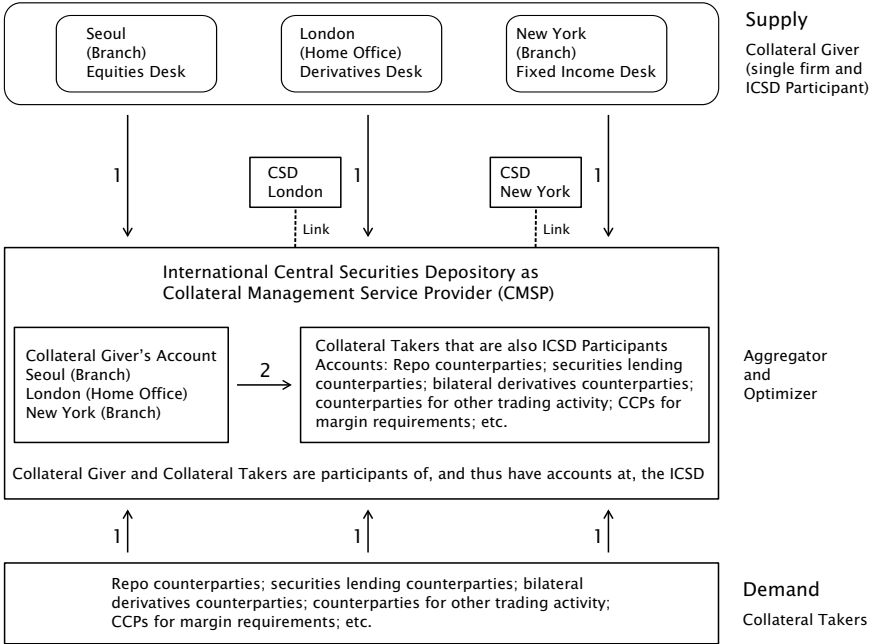 Seoul
(Branch)
Equities Desk
London
(Home Office)
Derivatives Desk
New York
(Branch)
Fixed Income Desk
Supply
Collateral Giver
(single firm and
ICSD Participant)
1
CSD
London
1
CSD
New York
1
Link
Link
International Central Securities Depository as
Collateral Management Service Provider (CMSP)
Collateral Giver's Account
Seoul (Branch)
London (Home Office)
New York (Branch)
2
Collateral Takers that are also ICSD Participants
Accounts: Repo counterparties; securities lending
counterparties; bilateral derivatives counterparties;
counterparties for other trading activity; CCPs for
margin requirements; etc.
Aggregator
and
Optimizer
Collateral Giver and Collateral Takers are participants of, and thus have accounts at, the ICSD
1
1
1
Repo counterparties; securities lending counterparties; bilateral
derivatives counterparties; counterparties for other trading activity;
CCPs for margin requirements; etc.
Demand
Collateral Takers